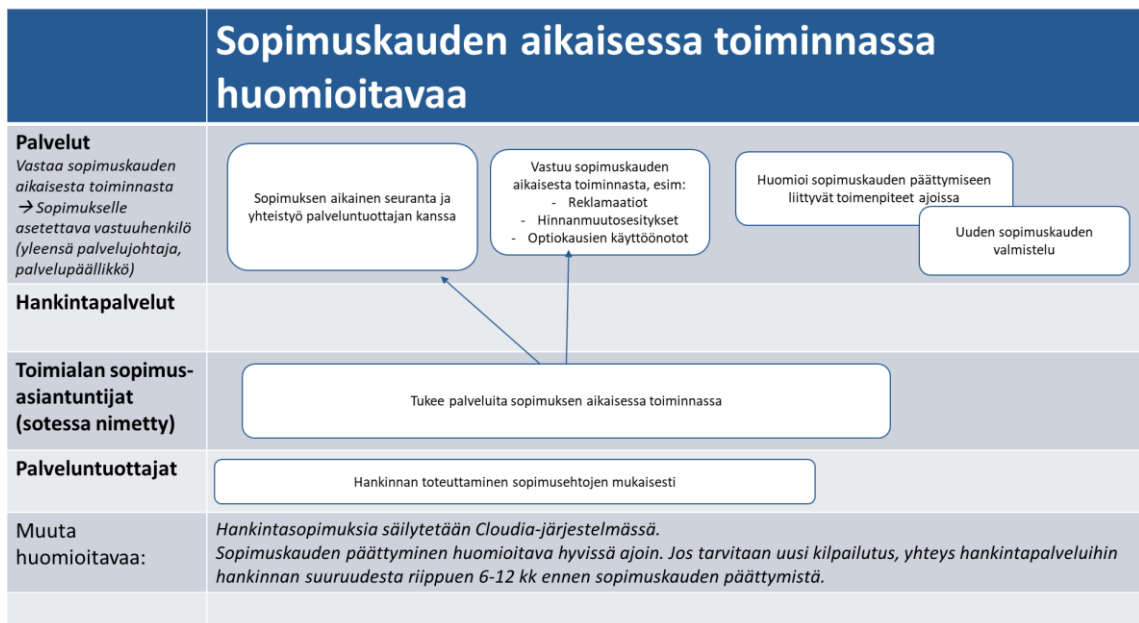 Sopimuskauden aikaisessa toiminnassa
huomioitavaa
Palvelut
Vastaa sopimuskauden
aikaisesta toiminnasta
→ Sopimukselle
asetettava vastuuhenkilö
(yleensä palvelujohtaja,
palvelupäällikkö)
Sopimuksen aikainen seuranta ja
yhteistyö palveluntuottajan kanssa
Vastuu sopimuskauden
aikaisesta toiminnasta, esim:
- Reklamaatiot
- Hinnanmuutosesitykset
- Optiokausien käyttöönotot
Huomioi sopimuskauden päättymiseen
liittyvät toimenpiteet ajoissa
Uuden sopimuskauden
valmistelu
Hankintapalvelut
Toimialan sopimus-
asiantuntijat
(sotessa nimetty)
Tukee palveluita sopimuksen aikaisessa toiminnassa
Palveluntuottajat
Hankinnan toteuttaminen sopimusehtojen mukaisesti
Muuta
huomioitavaa:
Hankintasopimuksia säilytetään Cloudia-järjestelmässä.
Sopimuskauden päättyminen huomioitava hyvissä ajoin. Jos tarvitaan uusi kilpailutus, yhteys hankintapalveluihin
hankinnan suuruudesta riippuen 6-12 kk ennen sopimuskauden päättymistä.